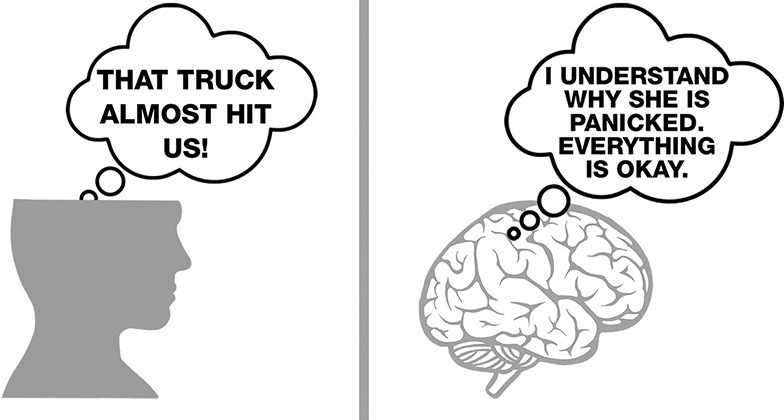 THAT TRUCK
ALMOST HIT
US!
I UNDERSTAND
WHY SHE IS
PANICKED.
EVERYTHING
IS OKAY.